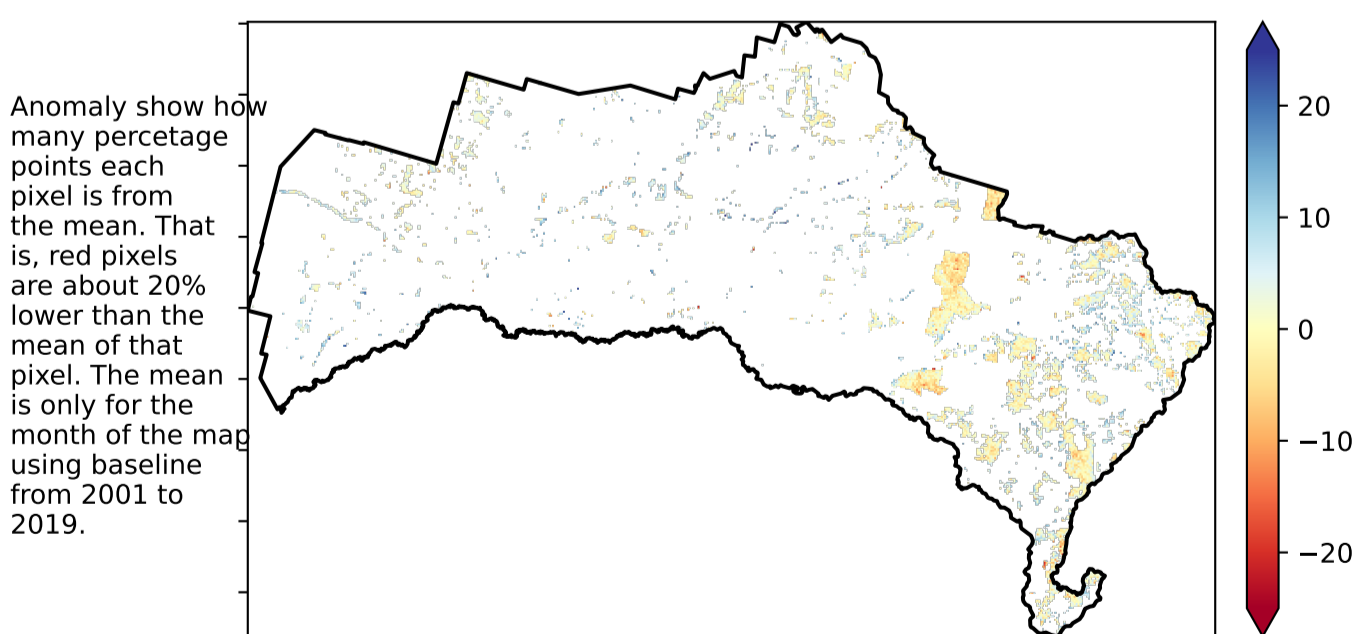 Anomaly show how
many percetage
points each
pixel is from
the mean. That
is, red pixels
are about 20%
lower than the
mean of that
pixel. The mean
is only for the
month of the map
using baseline
from 2001 to
2019.
20
10
0
−10
−20